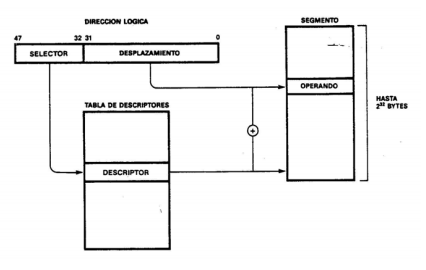 DIRECCION LOGICA
47 32 31 0
SELECTOR DESPLAZAMIENTO
SEGMENTO
OPERANDO
HASTA
2³² BYTES
TABLA DE DESCRIPTORES
+
DESCRIPTOR